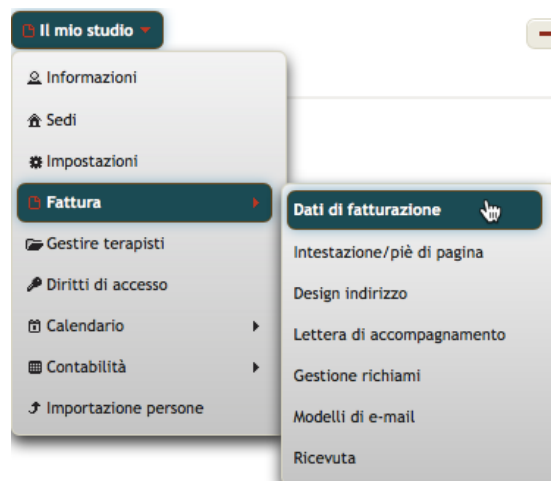 Il mio studio
Informazioni
Sedi
Impostazioni
Fattura
Gestire terapisti
Diritti di accesso
Calendario
Contabilità
Importazione persone
Dati di fatturazione
Intestazione/piè di pagina
Design indirizzo
Lettera di accompagnamento
Gestione richiami
Modelli di e-mail
Ricevuta